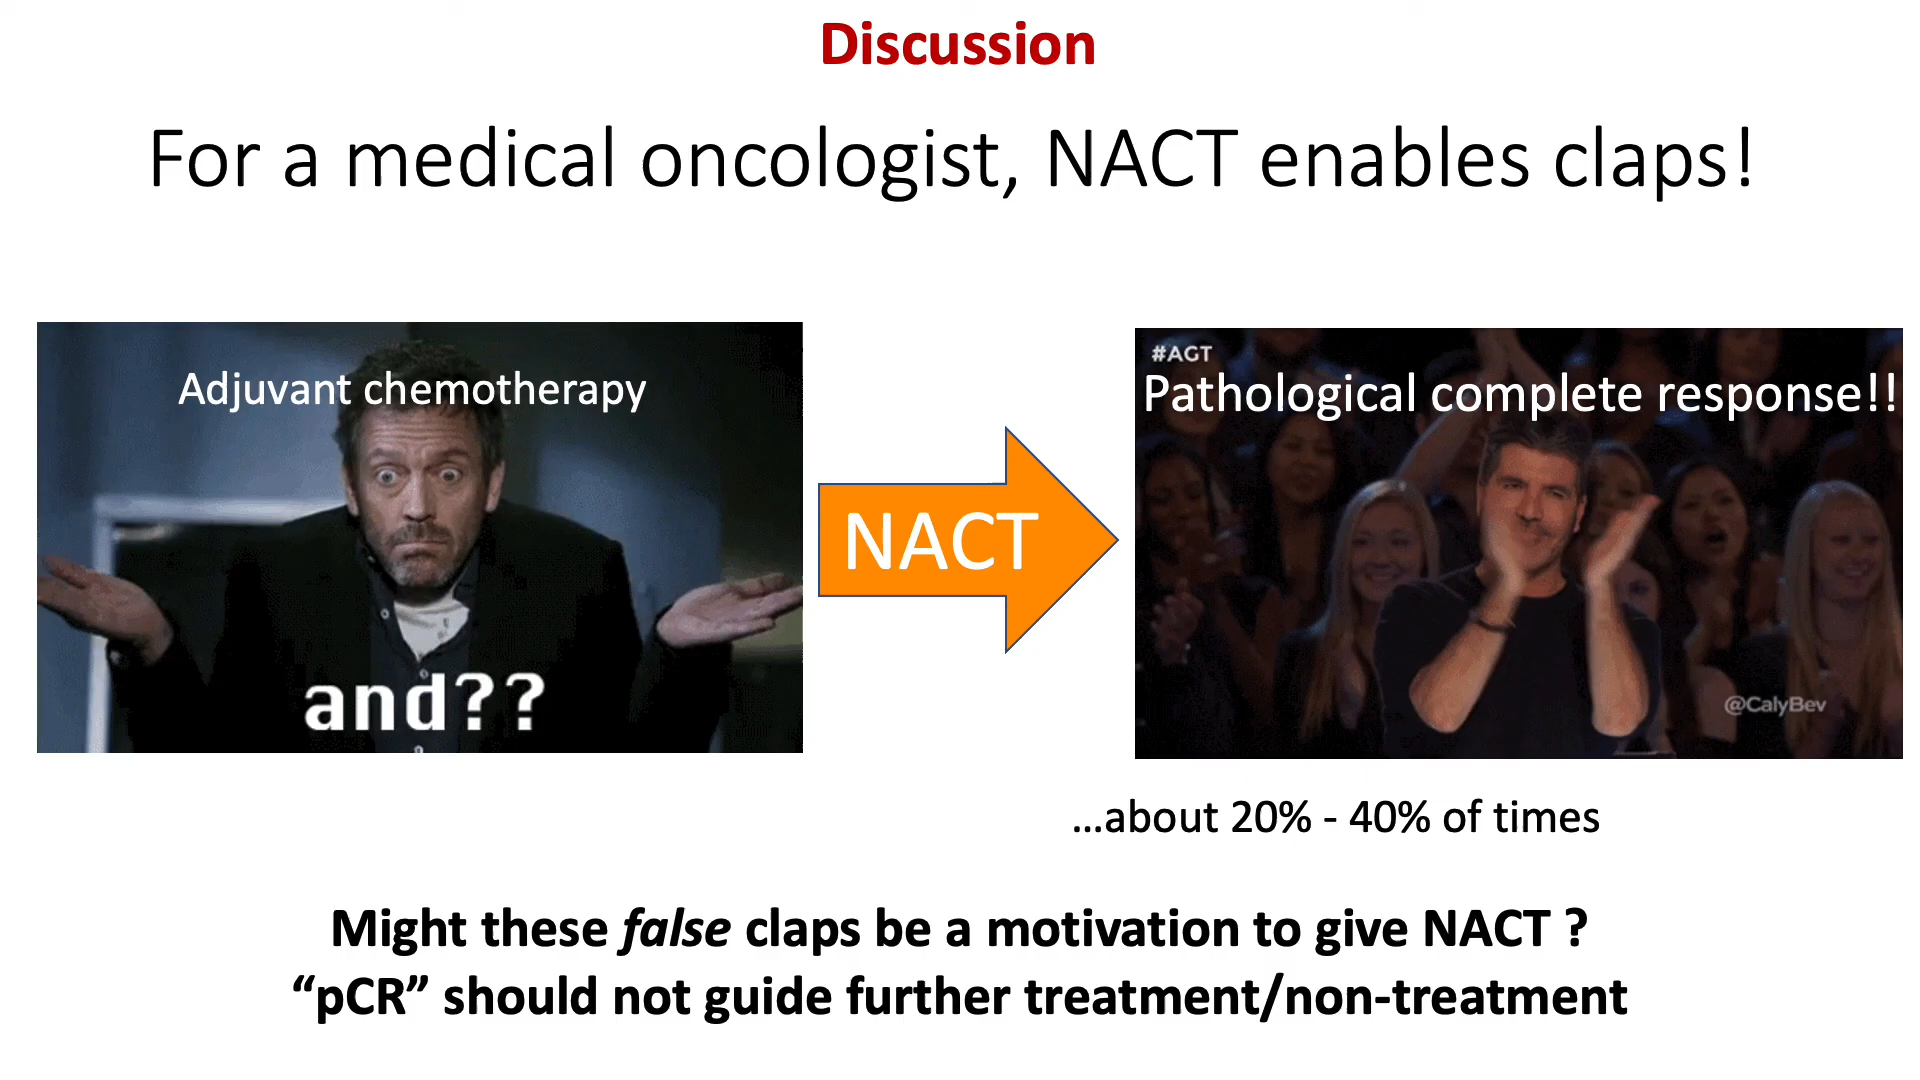 Discussion
For a medical oncologist, NACT enables claps!
Adjuvant chemotherapy
and??
NACT
#AGT
Pathological complete response!!
@CalyBev
...about 20% - 40% of times
Might these false claps be a motivation to give NACT ?
“pCR” should not guide further treatment/non-treatment